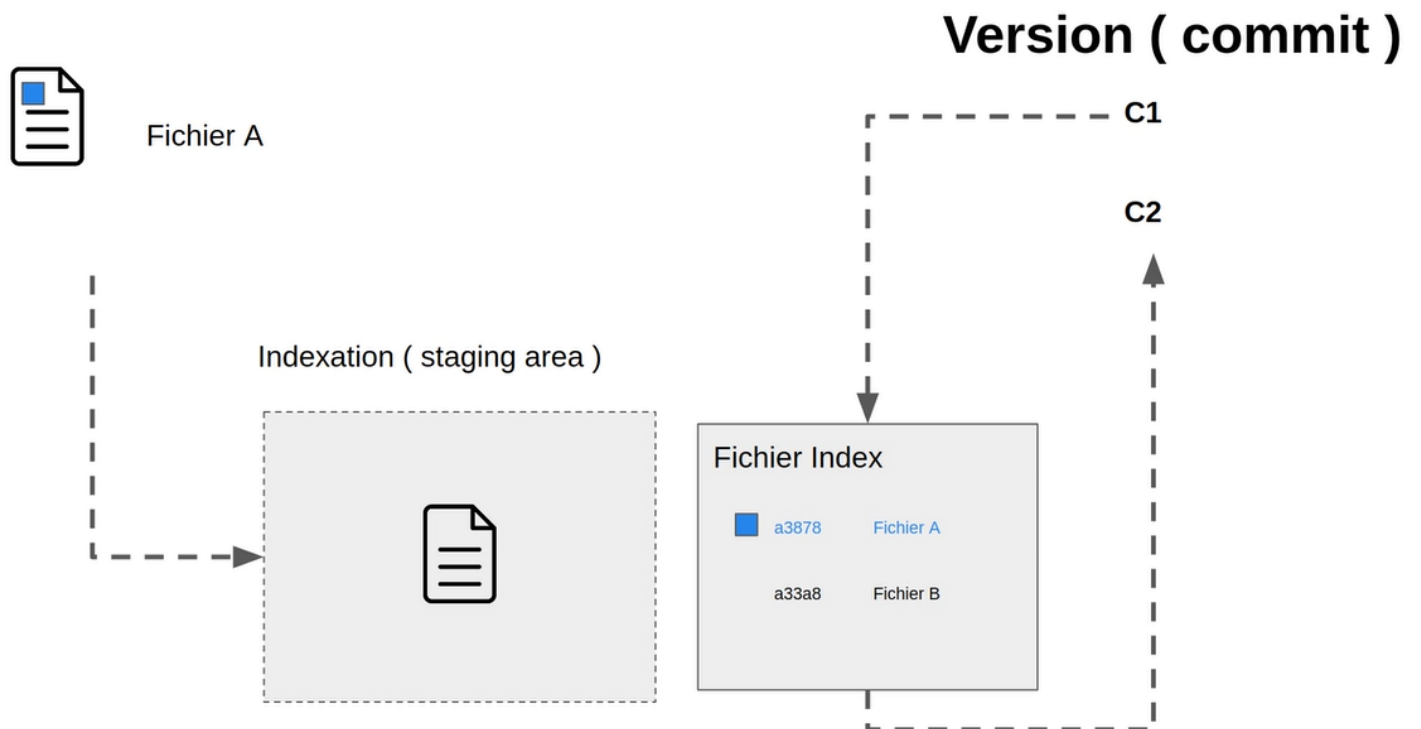 Version ( commit )
C1
Fichier A
C2
Indexation ( staging area )
Fichier Index
a3878 Fichier A
a33a8 Fichier B